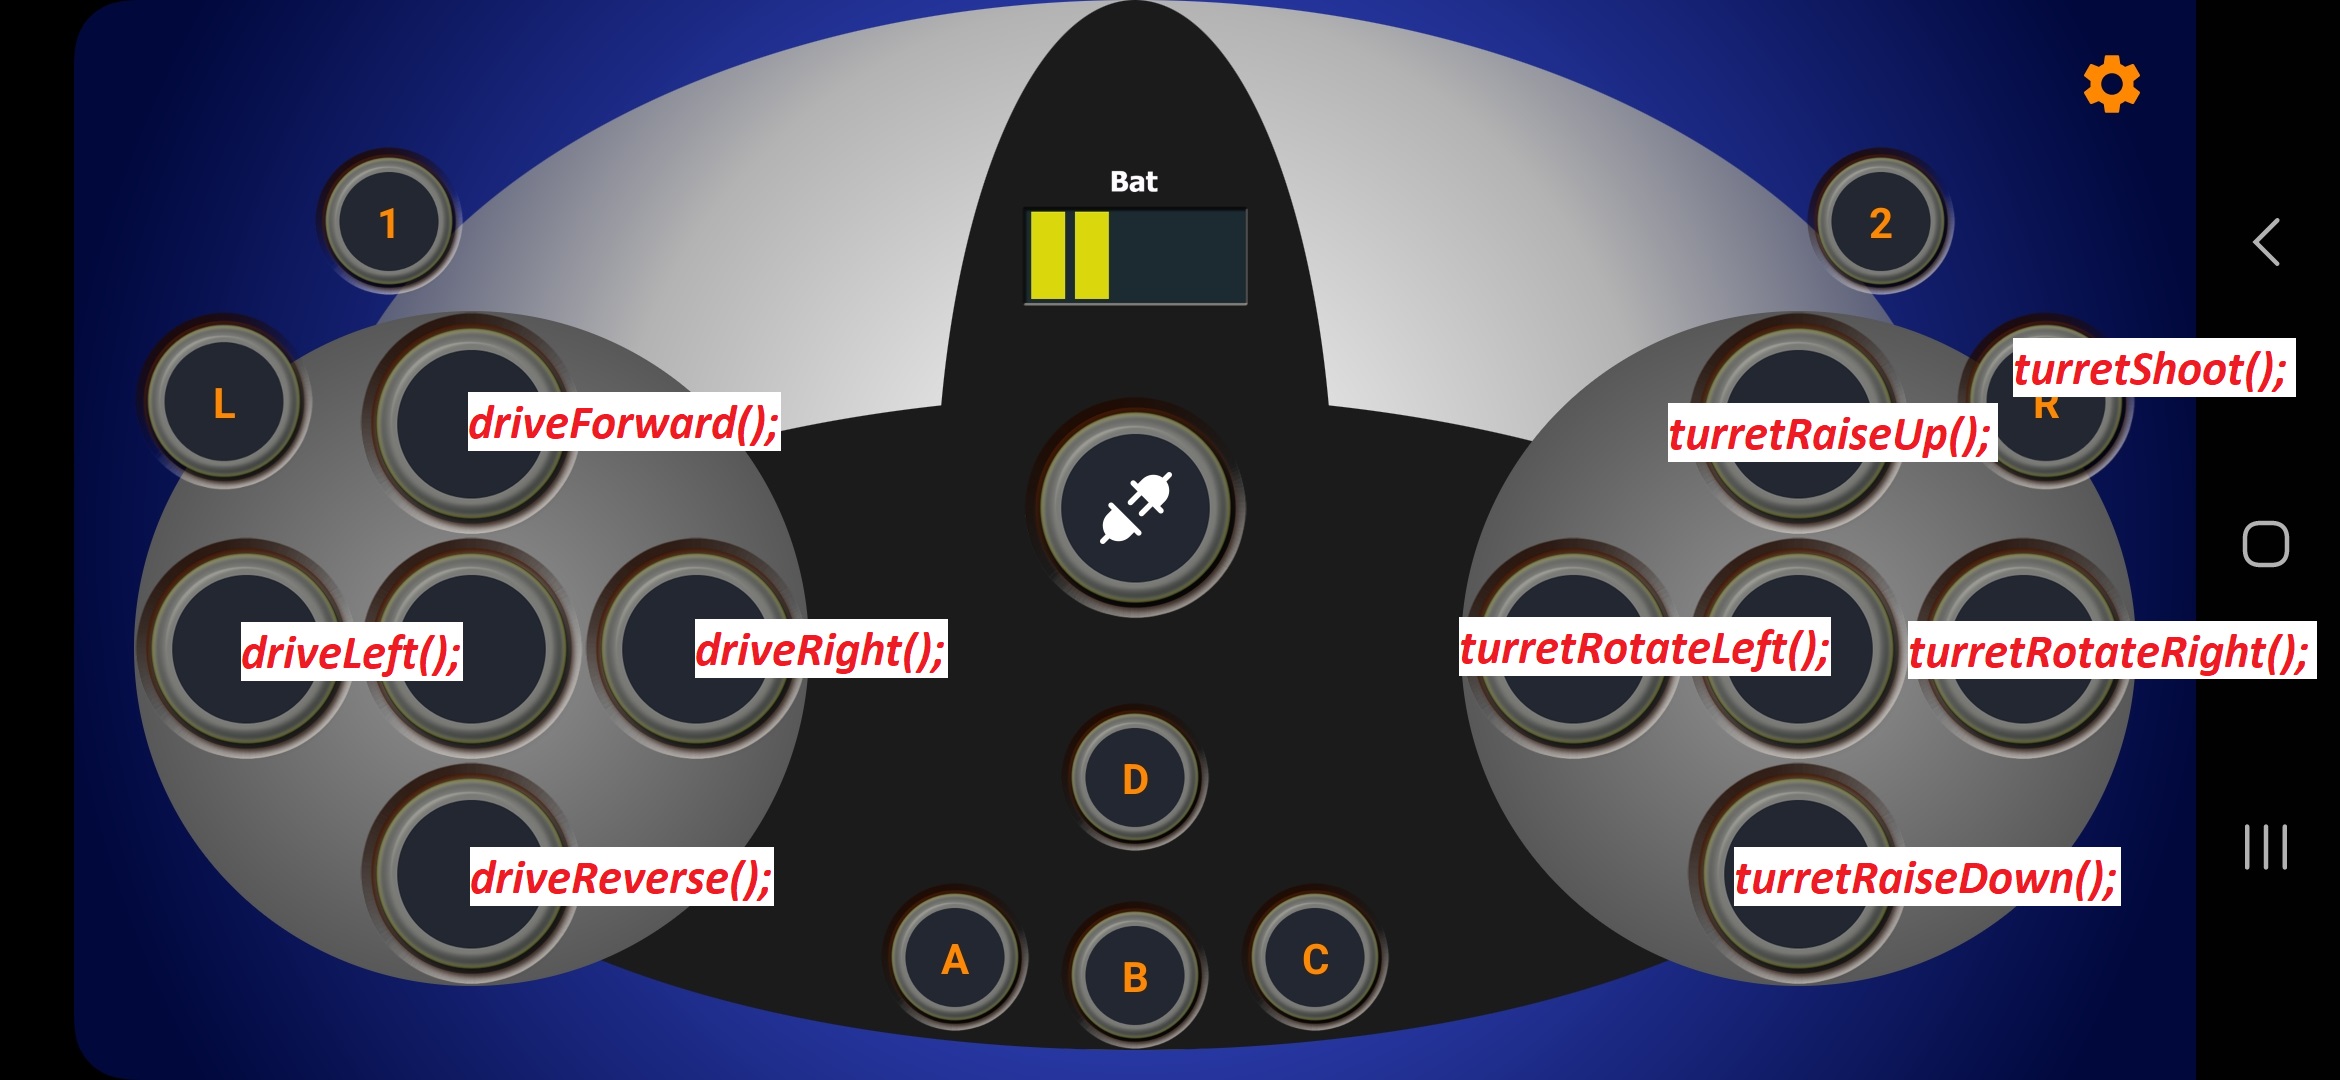 Bat
1
2
L
driveForward();
turretShoot();
R
turretRaiseUp();
driveLeft();
driveRight();
turretRotateLeft();
turretRotateRight();
D
driveReverse();
turretRaiseDown();
A
B
C